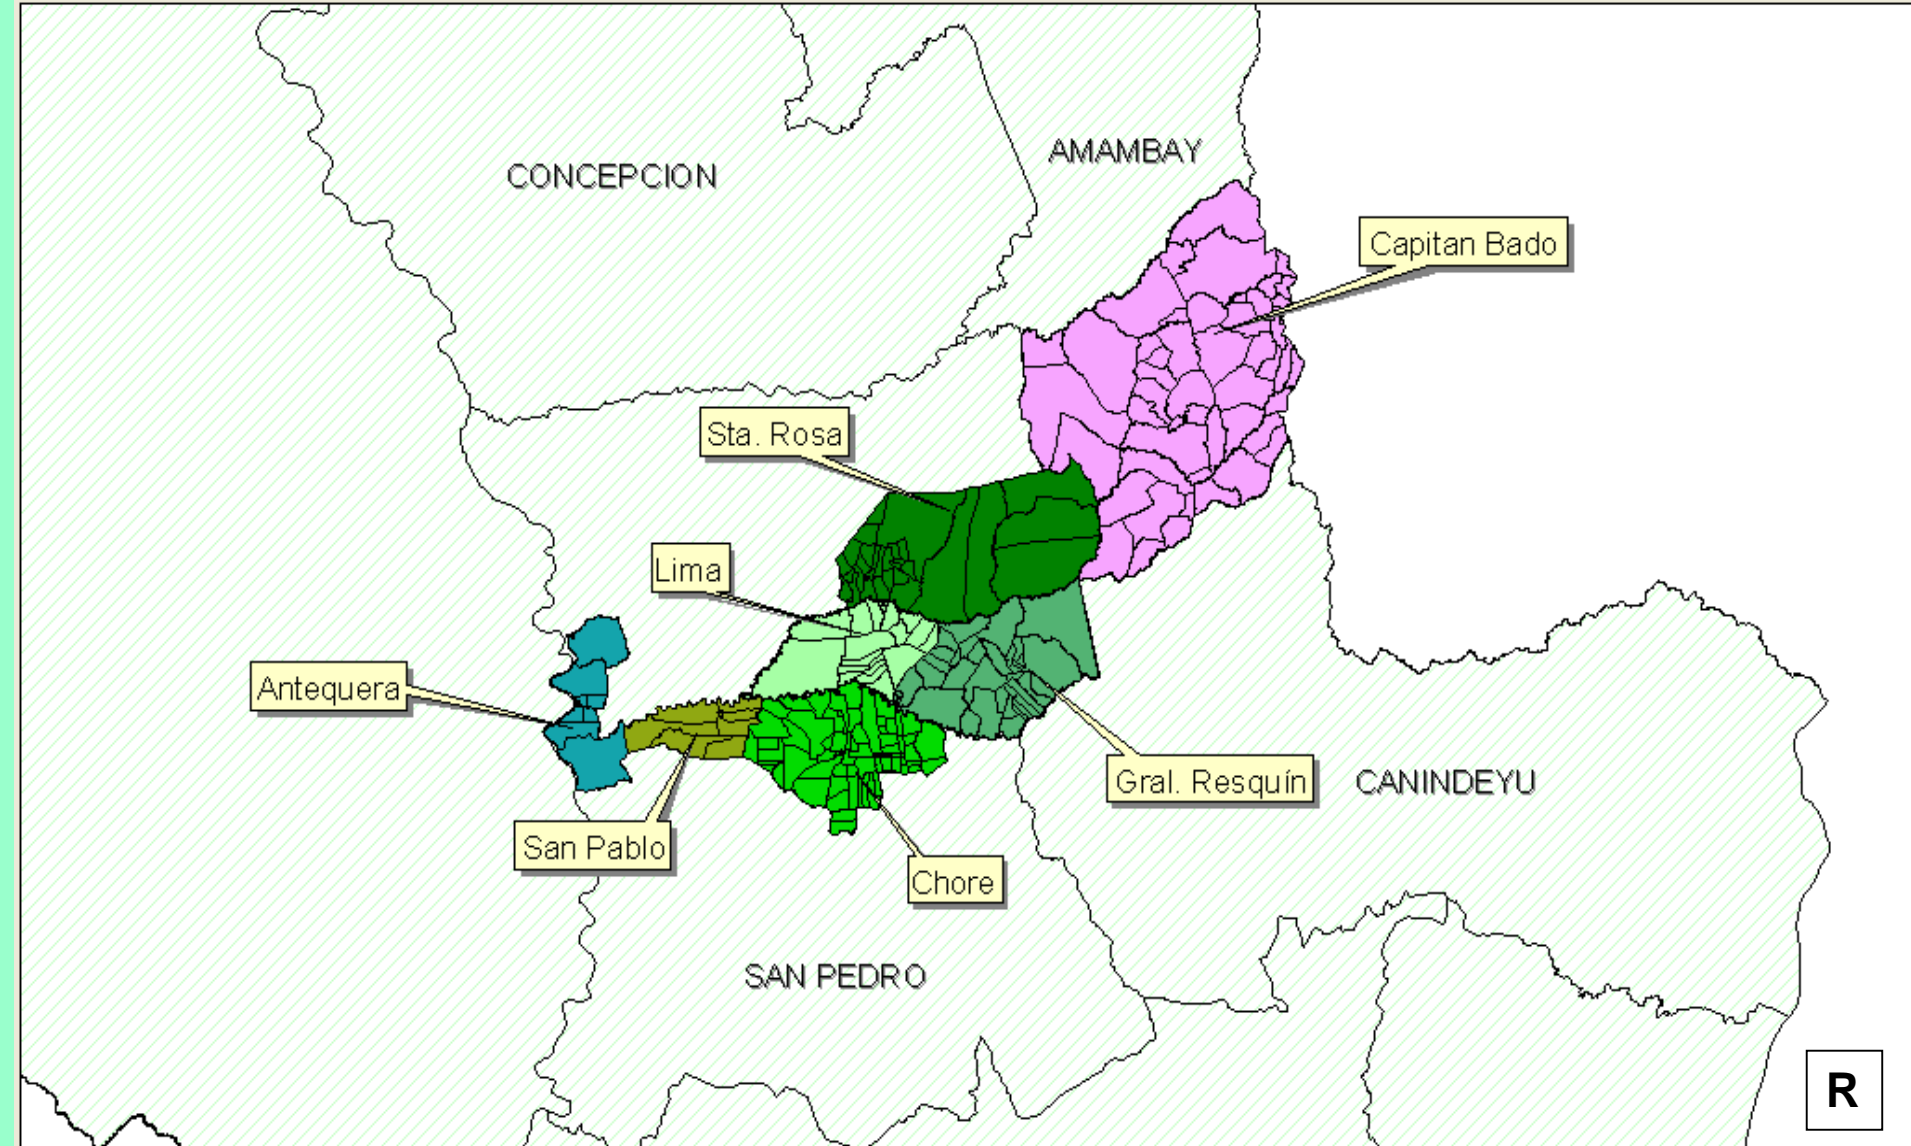 AMAMBAY
CONCEPCION
Capitan Bado
Sta. Rosa
Lima
Antequera
Gral. Resquín
CANINDEYU
San Pablo
Chore
SAN PEDRO
R